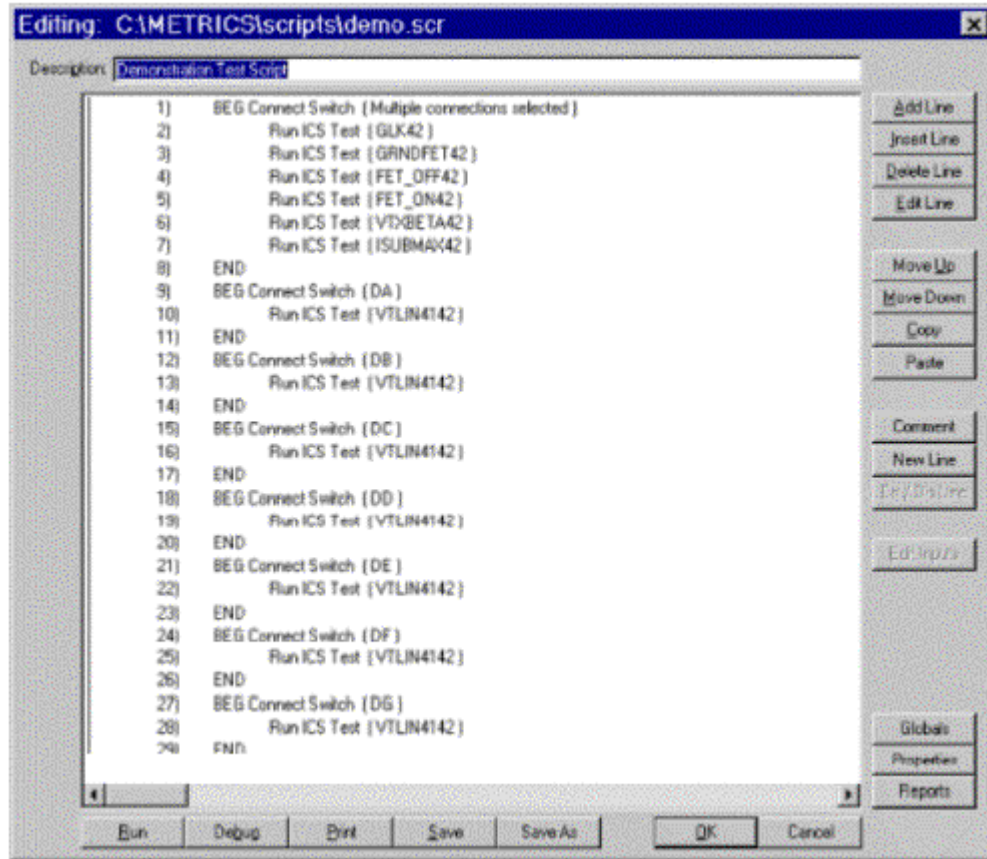 Editing: C:\METRICS\scripts\demo.scr
Description: Demonstration Test Script
1) BEG Connect Switch { Multiple connections selected }
2) Run ICS Test { GLK42 }
3) Run ICS Test { GRNDFET42 }
4) Run ICS Test { FET_OFF42 }
5) Run ICS Test { FET_ON42 }
6) Run ICS Test { VTXBETA42 }
7) Run ICS Test { ISUBMAX42 }
8) END
9) BEG Connect Switch { DA }
10) Run ICS Test { VTLIN4142 }
11) END
12) BEG Connect Switch { DB }
13) Run ICS Test { VTLIN4142 }
14) END
15) BEG Connect Switch { DC }
16) Run ICS Test { VTLIN4142 }
17) END
18) BEG Connect Switch { DD }
19) Run ICS Test { VTLIN4142 }
20) END
21) BEG Connect Switch { DE }
22) Run ICS Test { VTLIN4142 }
23) END
24) BEG Connect Switch { DF }
25) Run ICS Test { VTLIN4142 }
26) END
27) BEG Connect Switch { DG }
28) Run ICS Test { VTLIN4142 }
29) END
Add Line
Insert Line
Delete Line
Edit Line
Move Up
Move Down
Copy
Paste
Comment
New Line
Globals
Properties
Reports
Run
Debug
Print
Save
Save As
OK
Cancel